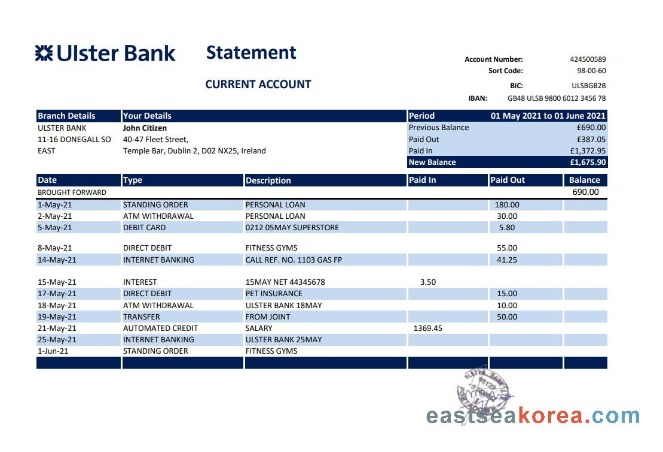 Ulster Bank Statement
CURRENT ACCOUNT
Account Number: 424500589
Sort Code: 98-00-60
BIC: ULSBGB2B
IBAN: GB48 ULSB 9800 6012 3456 78
Branch Details Your Details Period 01 May 2021 to 01 June 2021
ULSTER BANK John Citizen Previous Balance £690.00
11-16 DONEGALL SO 40-47 Fleet Street, Paid Out £387.05
EAST Temple Bar, Dublin 2, D02 NX25, Ireland Paid In £1,372.95
New Balance £1,675.90
Date Type Description Paid In Paid Out Balance
BROUGHT FORWARD 690.00
1-May-21 STANDING ORDER PERSONAL LOAN 180.00
2-May-21 ATM WITHDRAWAL PERSONAL LOAN 30.00
5-May-21 DEBIT CARD 0212 05MAY SUPERSTORE 5.80
8-May-21 DIRECT DEBIT FITNESS GYMS 55.00
14-May-21 INTERNET BANKING CALL REF. NO. 1103 GAS FP 41.25
15-May-21 INTEREST 15MAY NET 44345678 3.50
17-May-21 DIRECT DEBIT PET INSURANCE 15.00
18-May-21 ATM WITHDRAWAL ULSTER BANK 18MAY 10.00
19-May-21 TRANSFER FROM JOINT 50.00
21-May-21 AUTOMATED CREDIT SALARY 1369.45
25-May-21 INTERNET BANKING ULSTER BANK 25MAY
1-Jun-21 STANDING ORDER FITNESS GYMS
eastseakorea.com